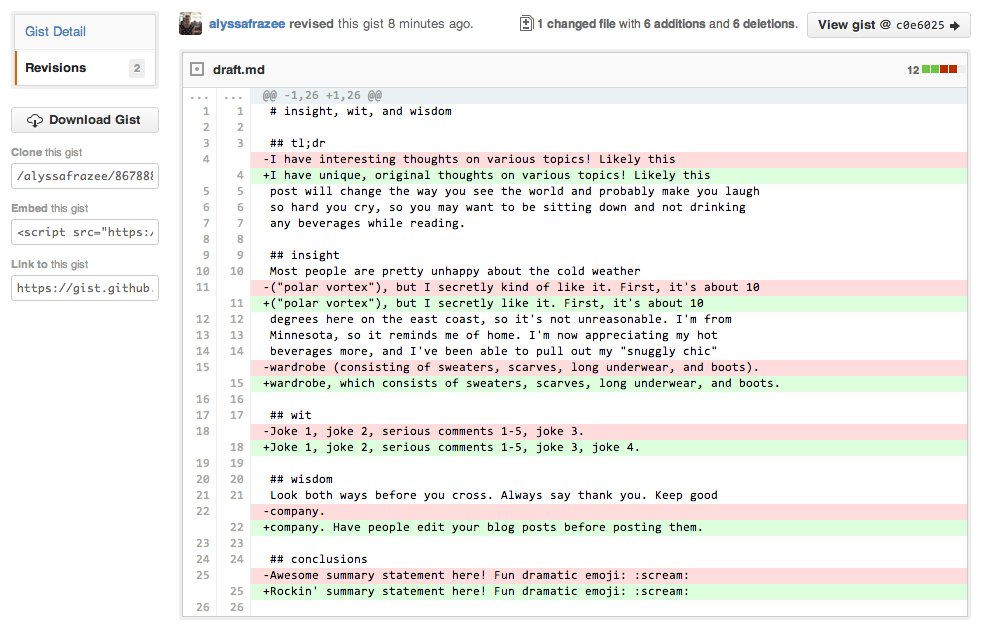 Gist Detail
Revisions 2
Download Gist
Clone this gist
/alyssafrazee/86788
Embed this gist
<script src="https:/
Link to this gist
https://gist.github.
alyssafrazee revised this gist 8 minutes ago.
1 changed file with 6 additions and 6 deletions.
View gist @ c0e6025
draft.md
12
... ... @@ -1,26 +1,26 @@
1 1 # insight, wit, and wisdom
2 2
3 3 ## tl;dr
4 -I have interesting thoughts on various topics! Likely this
4 +I have unique, original thoughts on various topics! Likely this
5 5 post will change the way you see the world and probably make you laugh
6 6 so hard you cry, so you may want to be sitting down and not drinking
7 7 any beverages while reading.
8 8
9 9 ## insight
10 10 Most people are pretty unhappy about the cold weather
11 -("polar vortex"), but I secretly kind of like it. First, it's about 10
11 +("polar vortex"), but I secretly like it. First, it's about 10
12 12 degrees here on the east coast, so it's not unreasonable. I'm from
13 13 Minnesota, so it reminds me of home. I'm now appreciating my hot
14 14 beverages more, and I've been able to pull out my "snuggly chic"
15 -wardrobe (consisting of sweaters, scarves, long underwear, and boots).
15 +wardrobe, which consists of sweaters, scarves, long underwear, and boots.
16 16
17 17 ## wit
18 -Joke 1, joke 2, serious comments 1-5, joke 3.
18 +Joke 1, joke 2, serious comments 1-5, joke 3, joke 4.
19 19
20 20 ## wisdom
21 21 Look both ways before you cross. Always say thank you. Keep good
22 -company.
22 +company. Have people edit your blog posts before posting them.
23 23
24 24 ## conclusions
25 -Awesome summary statement here! Fun dramatic emoji: :scream:
25 +Rockin' summary statement here! Fun dramatic emoji: :scream:
26 26